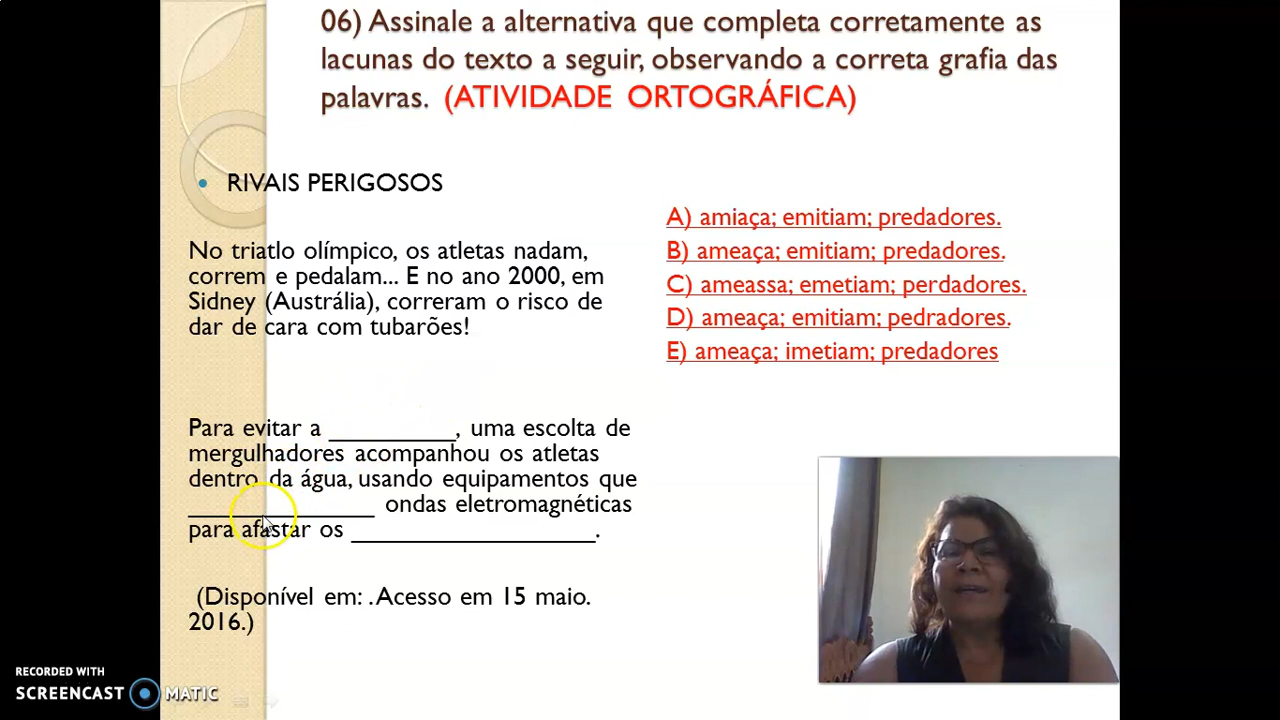 06) Assinale a alternativa que completa corretamente as
lacunas do texto a seguir, observando a correta grafia das
palavras. (ATIVIDADE ORTOGRÁFICA)
RIVAIS PERIGOSOS
No triatlo olímpico, os atletas nadam,
correm e pedalam... E no ano 2000, em
Sidney (Austrália), correram o risco de
dar de cara com tubarões!
Para evitar a __________, uma escolta de
mergulhadores acompanhou os atletas
dentro da água, usando equipamentos que
_______________ ondas eletromagnéticas
para afastar os ____________________.
(Disponível em: . Acesso em 15 maio.
2016.)
A) amiaça; emitiam; predadores.
B) ameaça; emitiam; predadores.
C) ameassa; emetiam; perdadores.
D) ameaça; emitiam; pedradores.
E) ameaça; imetiam; predadores
RECORDED WITH
SCREENCAST MATIC